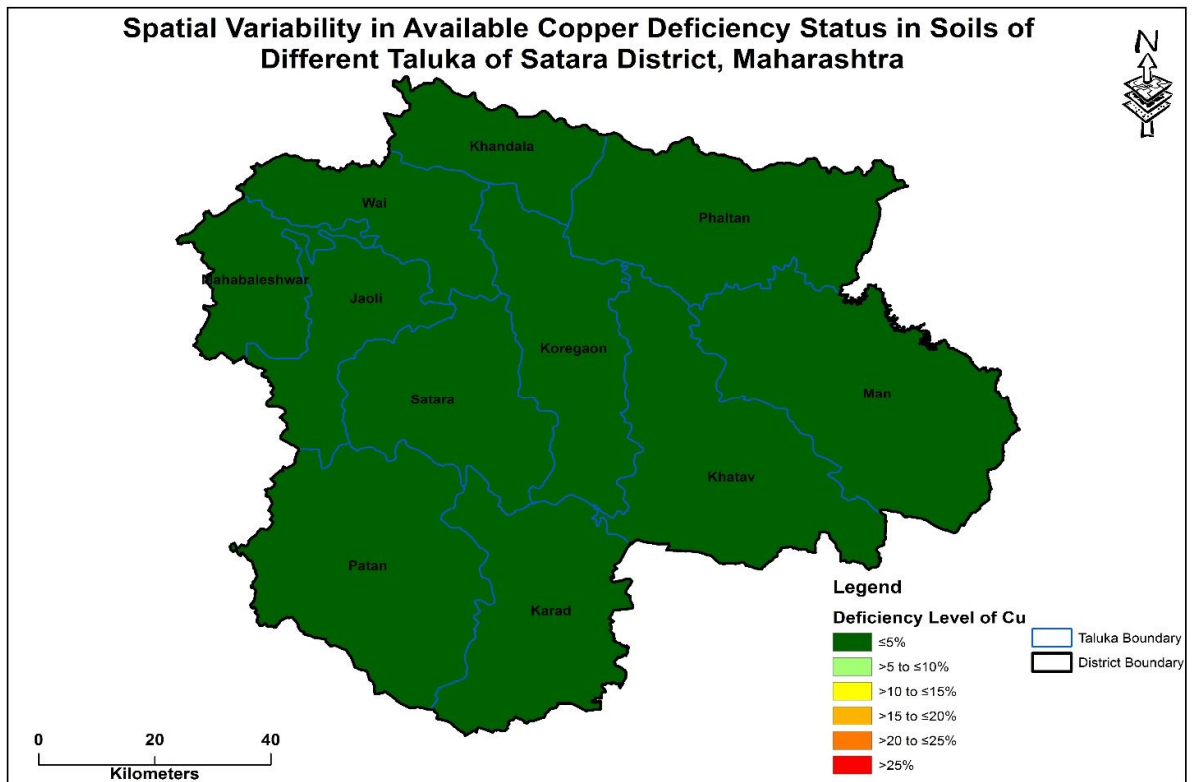 Spatial Variability in Available Copper Deficiency Status in Soils of
Different Taluka of Satara District, Maharashtra
N
Khandala
Wai
Phaltan
Mahabaleshwar
Jaoli
Koregaon
Satara
Man
Khatav
Patan
Karad
Legend
Deficiency Level of Cu
≤5%
>5 to ≤10%
>10 to ≤15%
>15 to ≤20%
>20 to ≤25%
>25%
Taluka Boundary
District Boundary
0 20 40
Kilometers